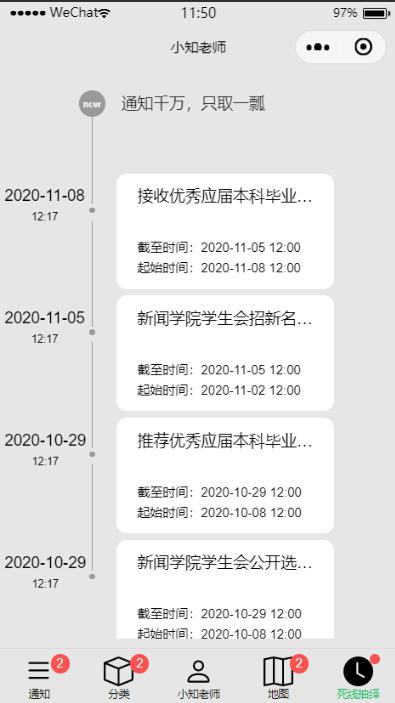 WeChat 11:50 97%
小知老师
now 通知千万，只取一瓢
2020-11-08
12:17
接收优秀应届本科毕业...
截至时间：2020-11-05 12:00
起始时间：2020-11-08 12:00
2020-11-05
12:17
新闻学院学生会招新名...
截至时间：2020-11-05 12:00
起始时间：2020-11-02 12:00
2020-10-29
12:17
推荐优秀应届本科毕业...
截至时间：2020-10-29 12:00
起始时间：2020-10-08 12:00
2020-10-29
12:17
新闻学院学生会公开选...
截至时间：2020-10-29 12:00
起始时间：2020-10-08 12:00
2 2 2
通知 分类 小知老师 地图 死线抽绎